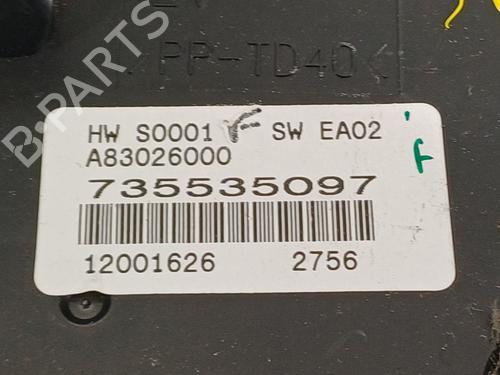 PP-TD40<
HW S0001 F SW EA02
A83026000
F
735535097
12001626 2756
B-PARTS